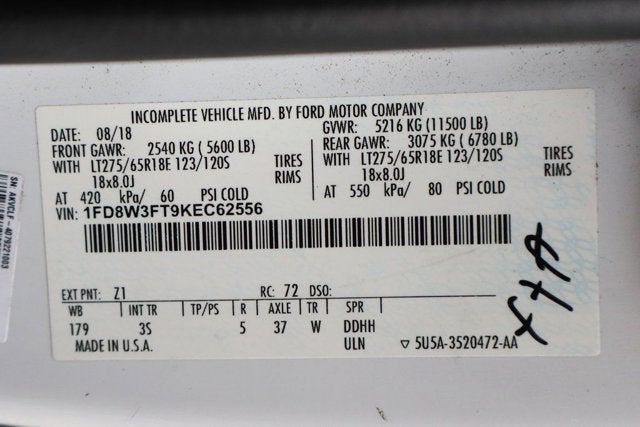 INCOMPLETE VEHICLE MFD. BY FORD MOTOR COMPANY
DATE: 08/18 GVWR: 5216 KG (11500 LB)
FRONT GAWR: 2540 KG ( 5600 LB) REAR GAWR: 3075 KG ( 6780 LB)
WITH LT275/65R18E 123/120S TIRES WITH LT275/65R18E 123/120S TIRES
18x8.0J RIMS 18x8.0J RIMS
AT 420 kPa/ 60 PSI COLD AT 550 kPa/ 80 PSI COLD
VIN: 1FD8W3FT9KEC62556
EXT PNT: Z1 RC: 72 DSO:
WB INT TR TP/PS R AXLE TR SPR
179 3S 5 37 W DDHH
MADE IN U.S.A. ULN ▽ 5U5A-3520472-AA